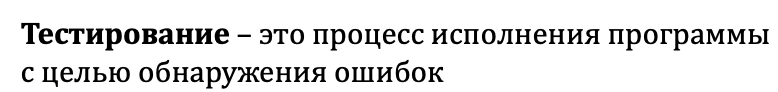 Тестирование – это процесс исполнения программы
с целью обнаружения ошибок